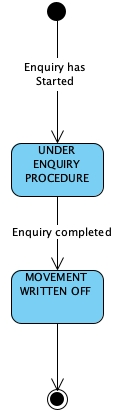 Enquiry has
Started
UNDER
ENQUIRY
PROCEDURE
Enquiry completed
MOVEMENT
WRITTEN OFF